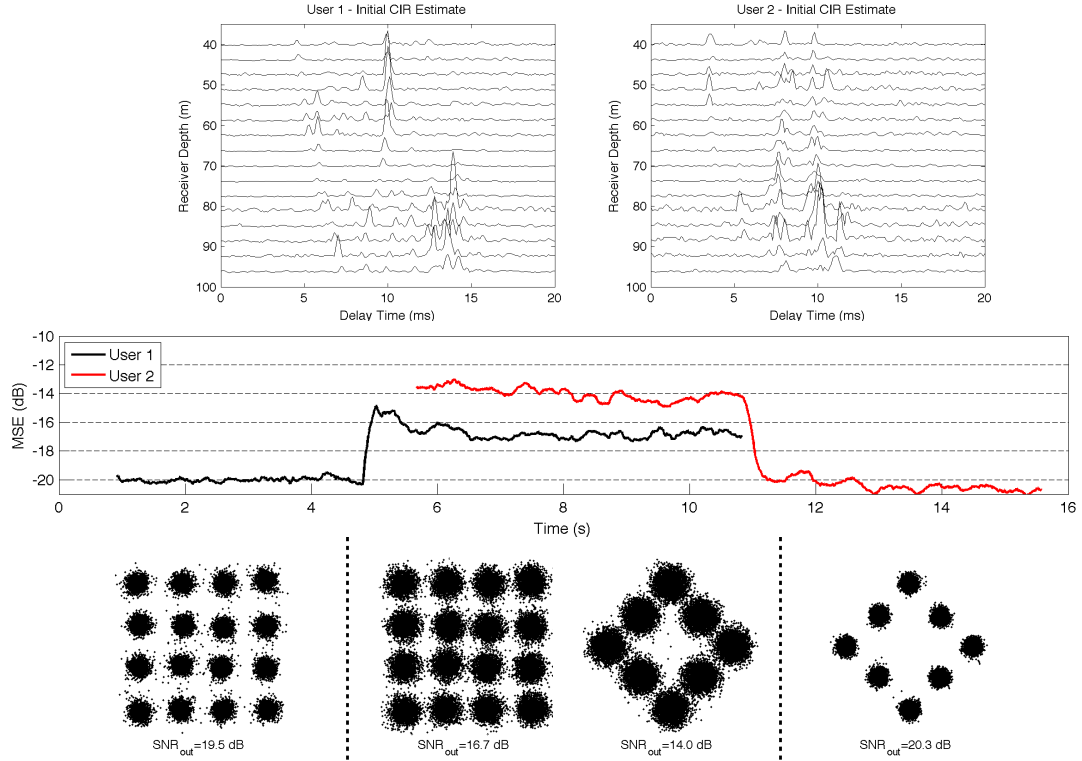 User 1 - Initial CIR Estimate
User 2 - Initial CIR Estimate
Receiver Depth (m)
40
50
60
70
80
90
100
0 5 10 15 20
Delay Time (ms)
Receiver Depth (m)
40
50
60
70
80
90
100
0 5 10 15 20
Delay Time (ms)
MSE (dB)
-10
-12
-14
-16
-18
-20
User 1
User 2
0 2 4 6 8 10 12 14 16
Time (s)
SNRout=19.5 dB
SNRout=16.7 dB
SNRout=14.0 dB
SNRout=20.3 dB